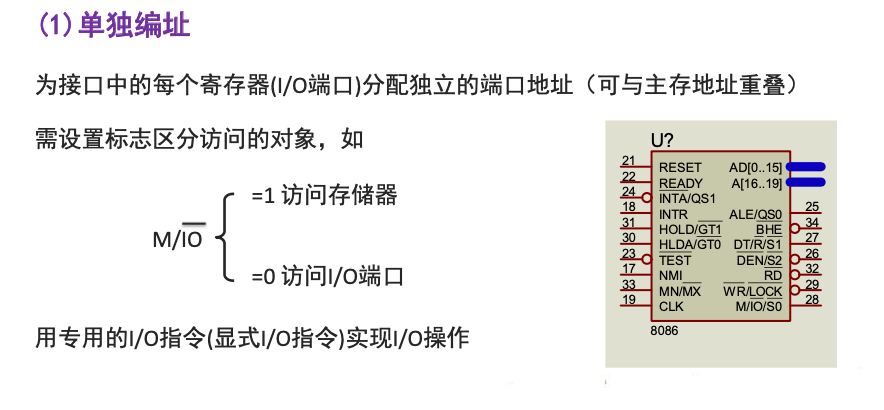 (1)单独编址
为接口中的每个寄存器(I/O端口)分配独立的端口地址（可与主存地址重叠）
需设置标志区分访问的对象，如
=1 访问存储器
M/I̅O̅
=0 访问I/O端口
用专用的I/O指令(显式I/O指令)实现I/O操作
U?
21 RESET AD[0..15]
22 READY A[16..19]
24 INTA/QS1
18 INTR ALE/QS0 25
31 HOLD/GT1 BHE 34
30 HLDA/GT0 DT/R/S1 27
23 TEST DEN/S2 26
17 NMI RD 32
33 MN/MX WR/LOCK 29
19 CLK M/IO/S0 28
8086